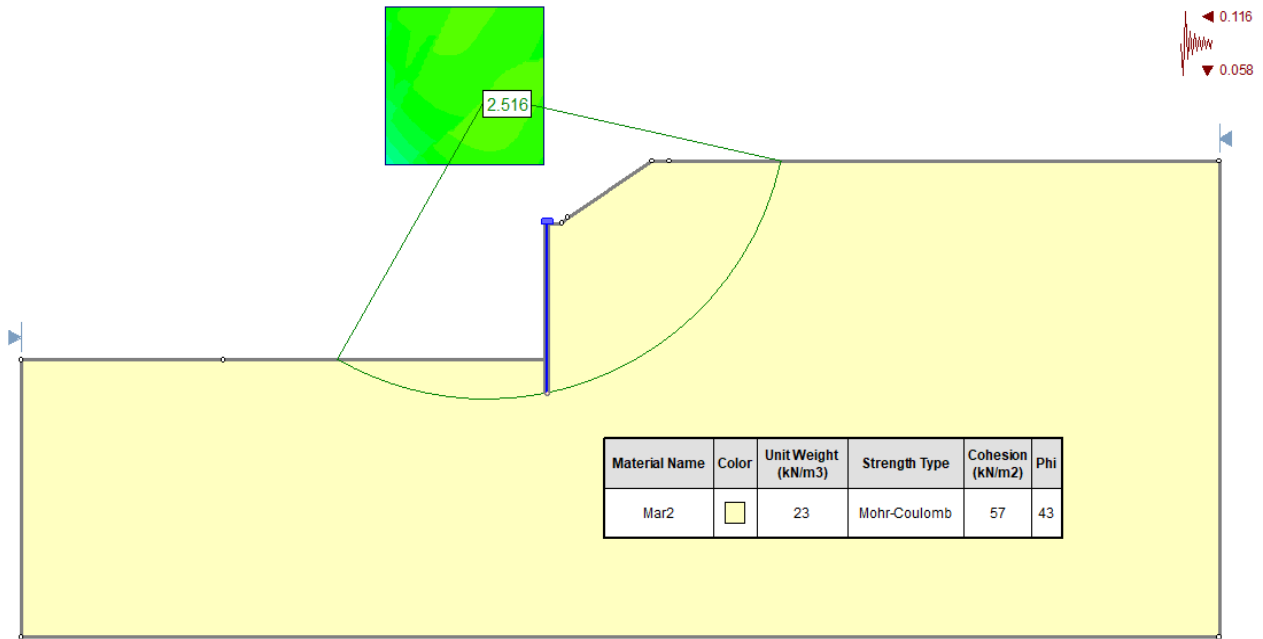 0.116
0.058
2.516
Material Name Color Unit Weight (kN/m3) Strength Type Cohesion (kN/m2) Phi
Mar2 23 Mohr-Coulomb 57 43